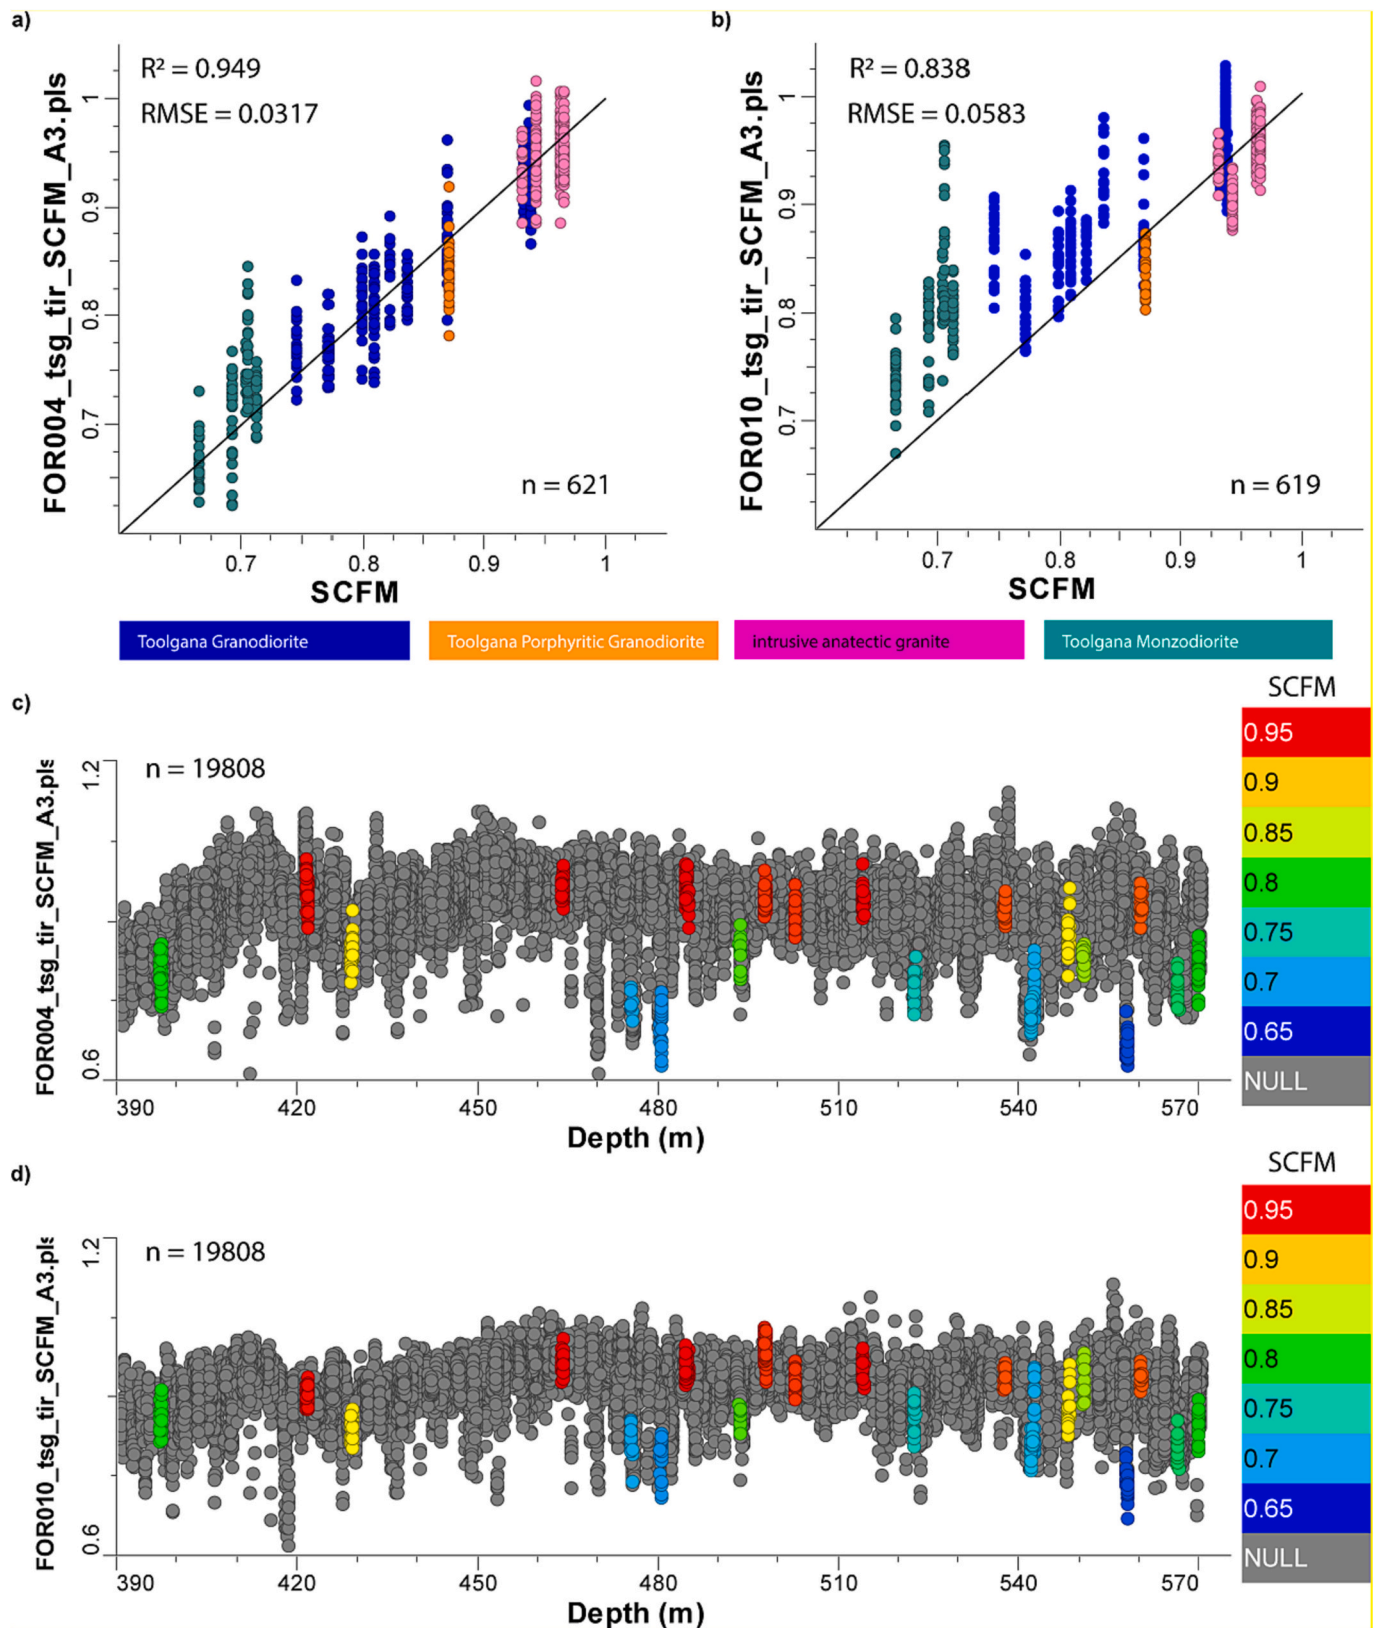 a)
R² = 0.949
RMSE = 0.0317
FOR004_tsg_tir_SCFM_A3.pls
1
0.9
0.8
0.7
n = 621
0.7 0.8 0.9 1
SCFM
b)
R² = 0.838
RMSE = 0.0583
FOR010_tsg_tir_SCFM_A3.pls
1
0.9
0.8
0.7
n = 619
0.7 0.8 0.9 1
SCFM
Toolgana Granodiorite
Toolgana Porphyritic Granodiorite
intrusive anatectic granite
Toolgana Monzodiorite
c)
n = 19808
FOR004_tsg_tir_SCFM_A3.pls
1.2
0.6
390 420 450 480 510 540 570
Depth (m)
SCFM
0.95
0.9
0.85
0.8
0.75
0.7
0.65
NULL
d)
n = 19808
FOR010_tsg_tir_SCFM_A3.pls
1.2
0.6
390 420 450 480 510 540 570
Depth (m)
SCFM
0.95
0.9
0.85
0.8
0.75
0.7
0.65
NULL